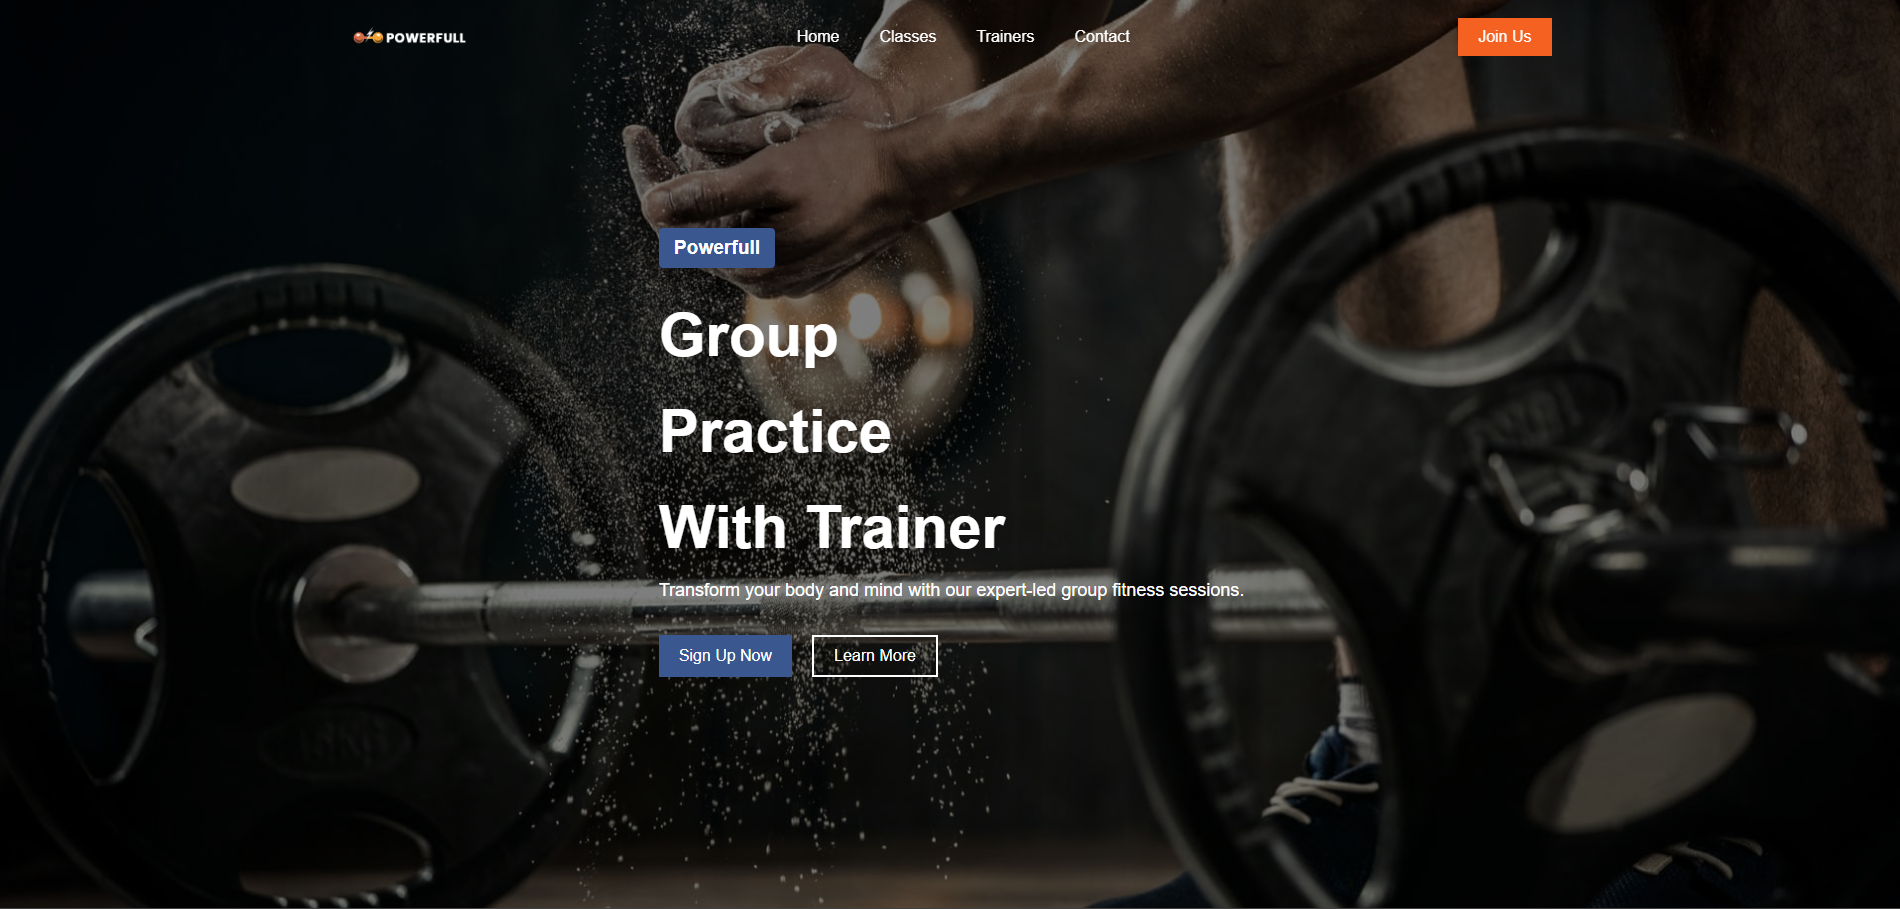 POWERFULL
Home Classes Trainers Contact
Join Us
Powerfull
Group
Practice
With Trainer
Transform your body and mind with our expert-led group fitness sessions.
Sign Up Now Learn More